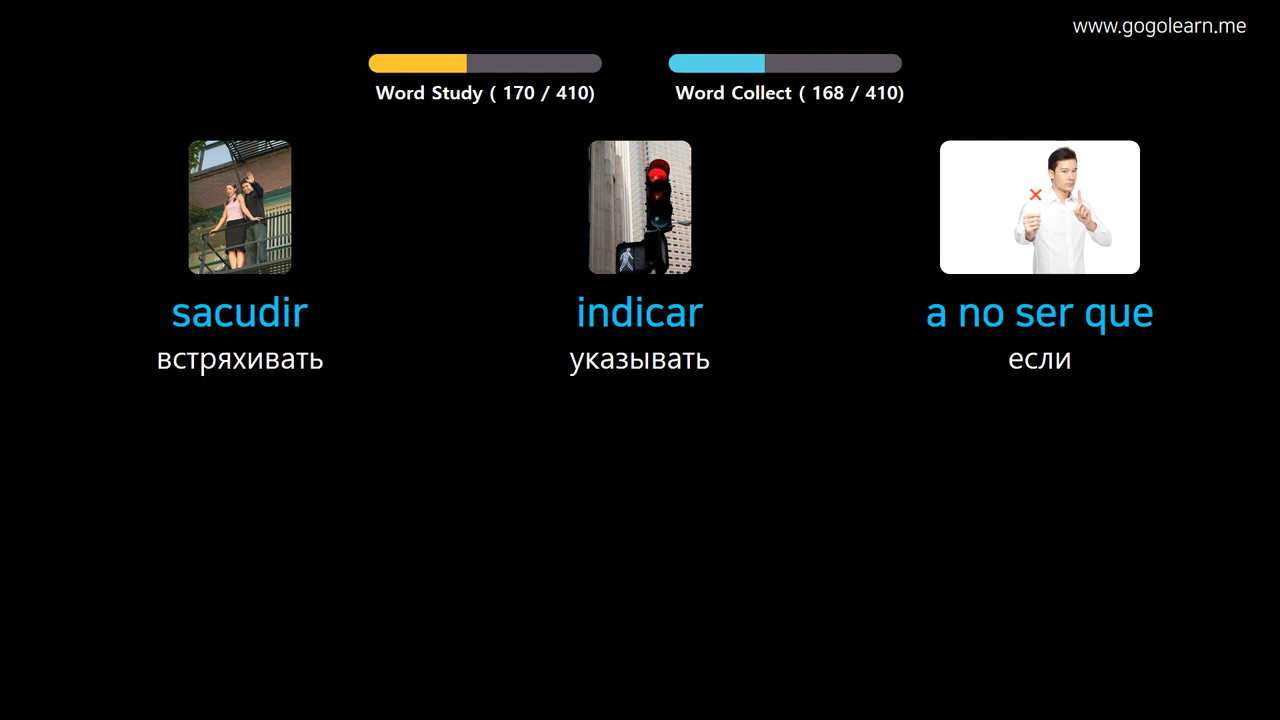 www.gogolearn.me
Word Study ( 170 / 410)
Word Collect ( 168 / 410)
sacudir
встряхивать
indicar
указывать
a no ser que
если